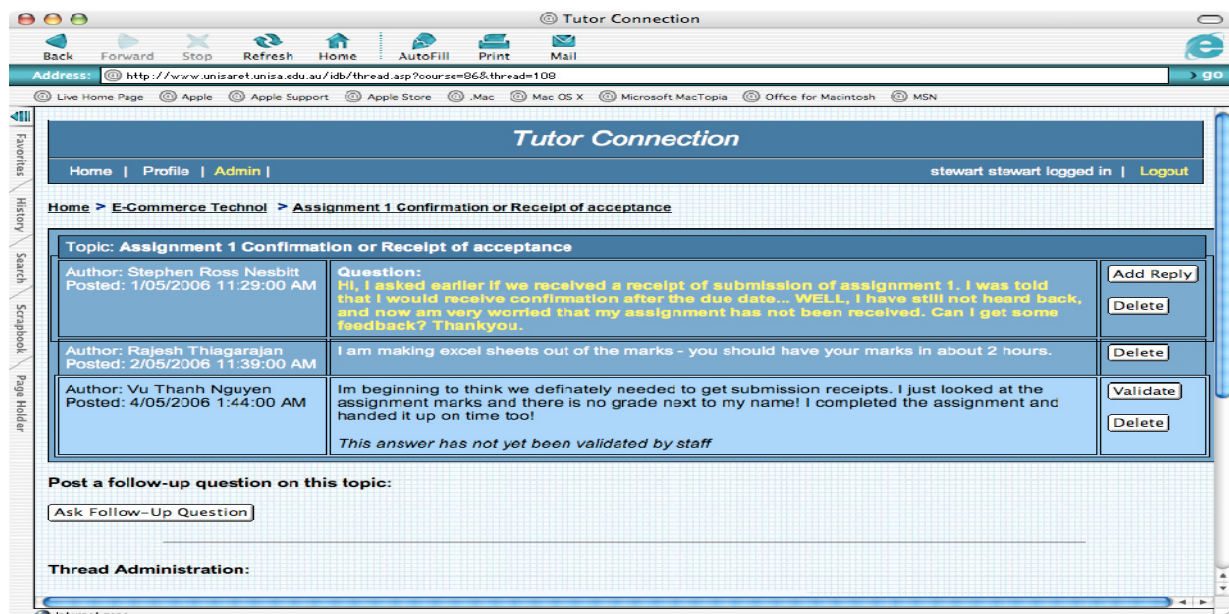 Tutor Connection
Back Forward Stop Refresh Home AutoFill Print Mail
Address: http://www.unisanet.unisa.edu.au/idb/thread.asp?course=86&thread=108 go
Live Home Page Apple Apple Support Apple Store .Mac Mac OS X Microsoft MacTopia Office for Macintosh MSN
Favorites
History
Search
Scrapbook
Page Holder
Tutor Connection
Home | Profile | Admin | stewart stewart logged in | Logout
Home > E-Commerce Technol > Assignment 1 Confirmation or Receipt of acceptance
Topic: Assignment 1 Confirmation or Receipt of acceptance
Author: Stephen Ross Nesbitt
Posted: 1/05/2006 11:29:00 AM
Question:
Hi, I asked earlier if we received a receipt of submission of assignment 1. I was told
that I would receive confirmation after the due date... WELL, I have still not heard back,
and now am very worried that my assignment has not been received. Can I get some
feedback? Thankyou.
Add Reply
Delete
Author: Rajesh Thiagarajan
Posted: 2/05/2006 11:39:00 AM
I am making excel sheets out of the marks - you should have your marks in about 2 hours.
Delete
Author: Vu Thanh Nguyen
Posted: 4/05/2006 1:44:00 AM
Im beginning to think we definately needed to get submission receipts. I just looked at the
assignment marks and there is no grade next to my name! I completed the assignment and
handed it up on time too!
This answer has not yet been validated by staff
Validate
Delete
Post a follow-up question on this topic:
Ask Follow-Up Question
Thread Administration: